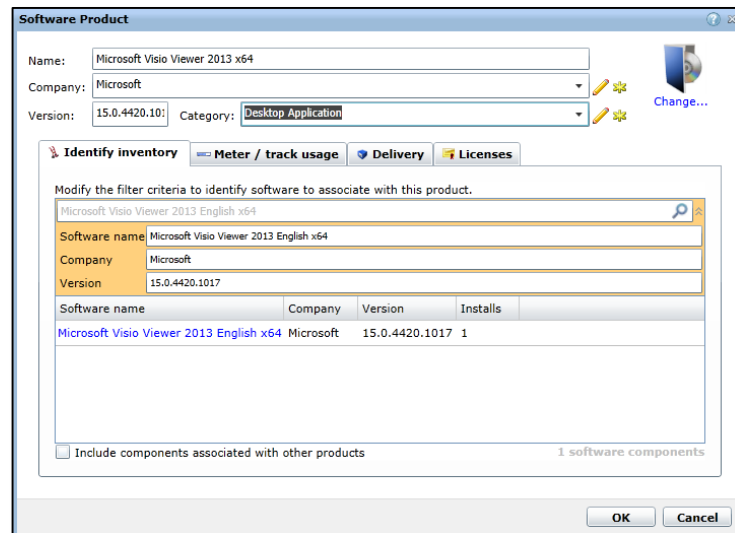 Software Product
Name: Microsoft Visio Viewer 2013 x64
Company: Microsoft
Change...
Version: 15.0.4420.10: Category: Desktop Application
Identify inventory Meter / track usage Delivery Licenses
Modify the filter criteria to identify software to associate with this product.
Microsoft Visio Viewer 2013 English x64
Software name Microsoft Visio Viewer 2013 English x64
Company Microsoft
Version 15.0.4420.1017
Software name Company Version Installs
Microsoft Visio Viewer 2013 English x64 Microsoft 15.0.4420.1017 1
Include components associated with other products 1 software components
OK Cancel